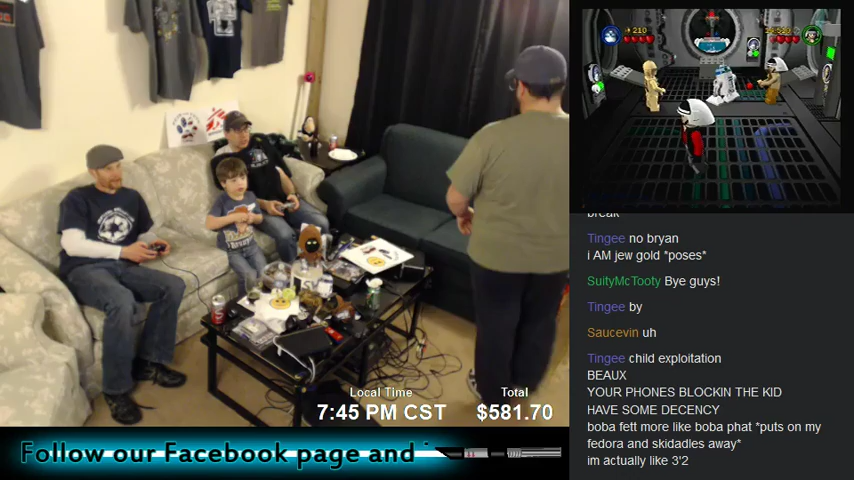 210
break
Tingee no bryan
i AM jew gold *poses*
SuityMcTooty Bye guys!
Tingee by
Saucevin uh
Tingee child exploitation
BEAUX
YOUR PHONES BLOCKIN THE KID
HAVE SOME DECENCY
boba fett more like boba phat *puts on my
fedora and skidadles away*
im actually like 3'2
Local Time
7:45 PM CST
Total
$581.70
Follow our Facebook page and